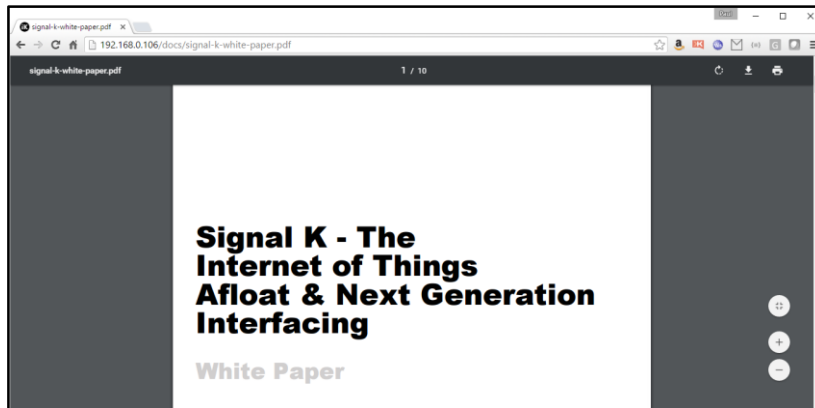 Paul
signal-k-white-paper.pdf
192.168.0.106/docs/signal-k-white-paper.pdf
signal-k-white-paper.pdf
1 / 10
Signal K - The
Internet of Things
Afloat & Next Generation
Interfacing
White Paper